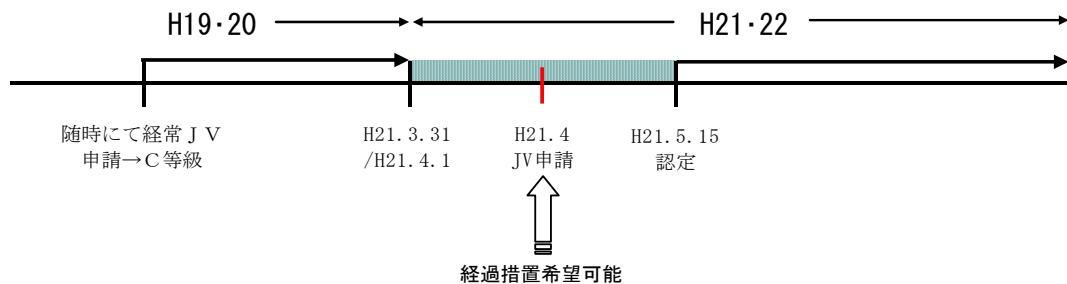 H19・20
H21・22
随時にて経常ＪＶ
申請→Ｃ等級
H21.3.31
/H21.4.1
H21.4
JV申請
H21.5.15
認定
経過措置希望可能